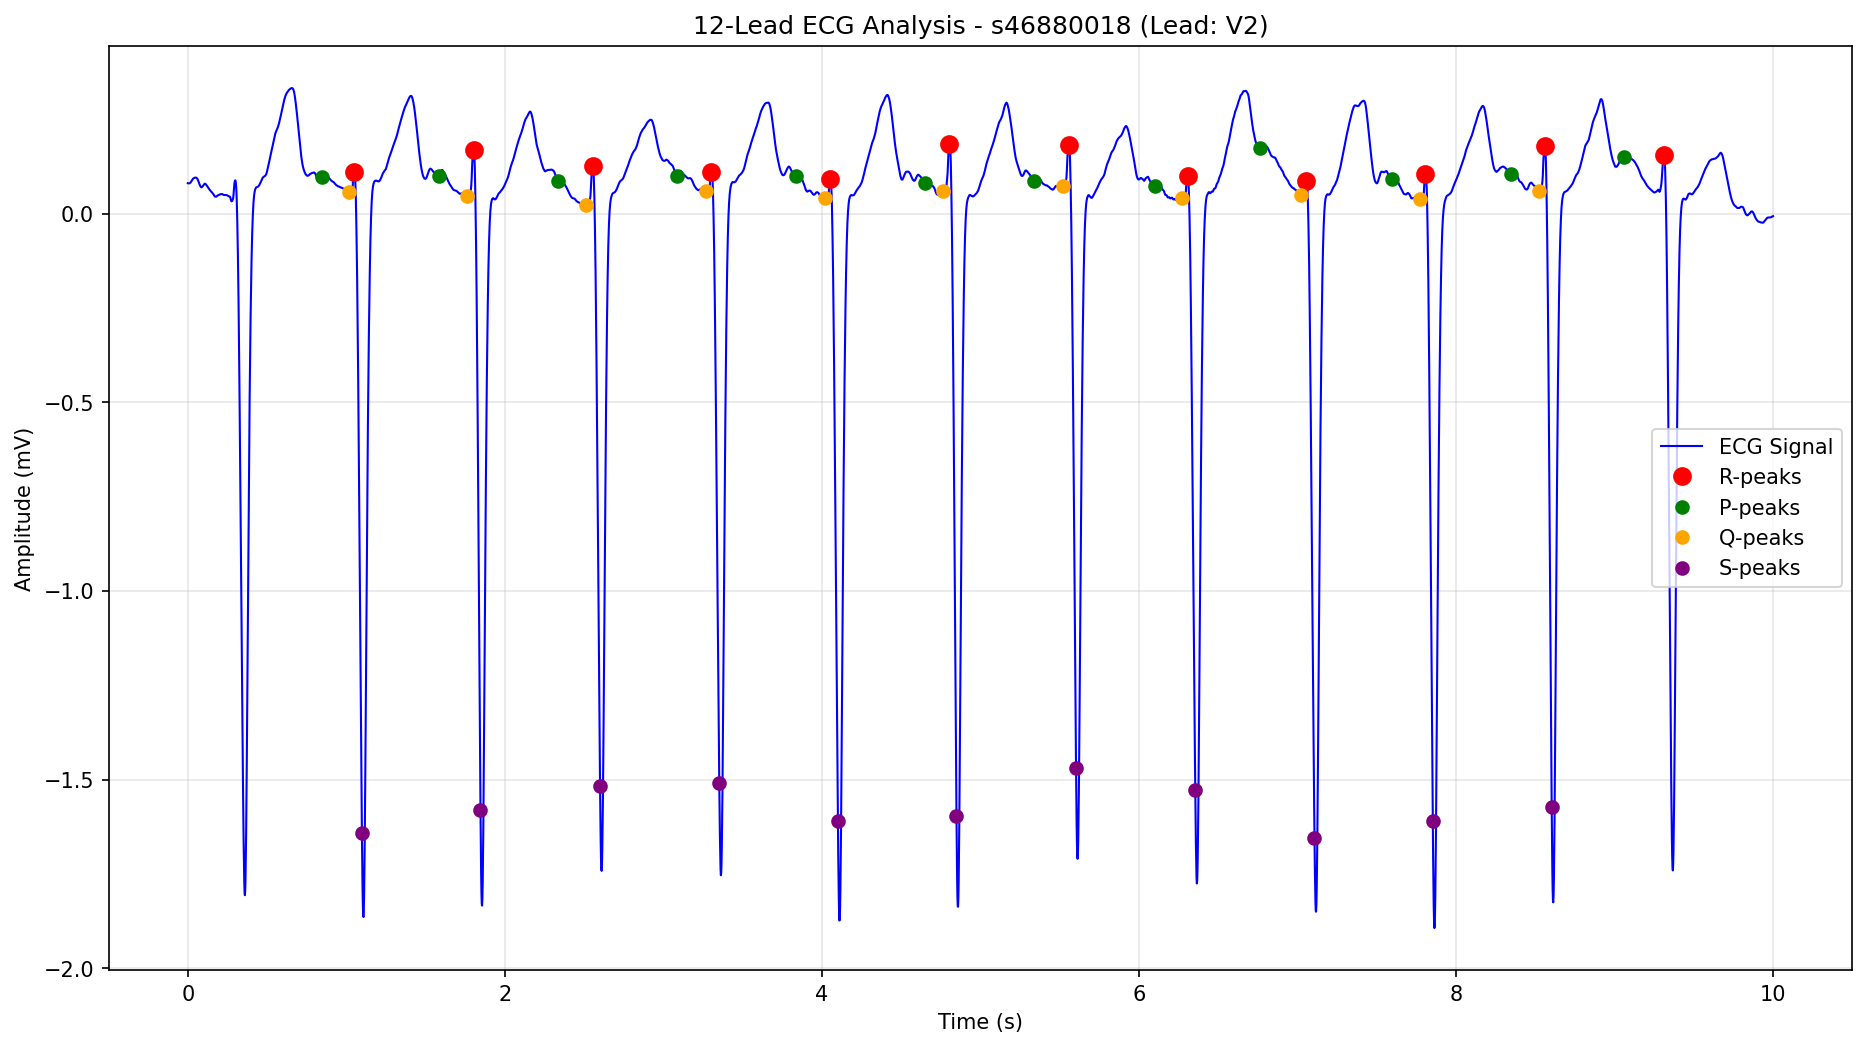 12-Lead ECG Analysis - s46880018 (Lead: V2)
0.0
−0.5
−1.0
−1.5
−2.0
Amplitude (mV)
ECG Signal
R-peaks
P-peaks
Q-peaks
S-peaks
0 2 4 6 8 10
Time (s)